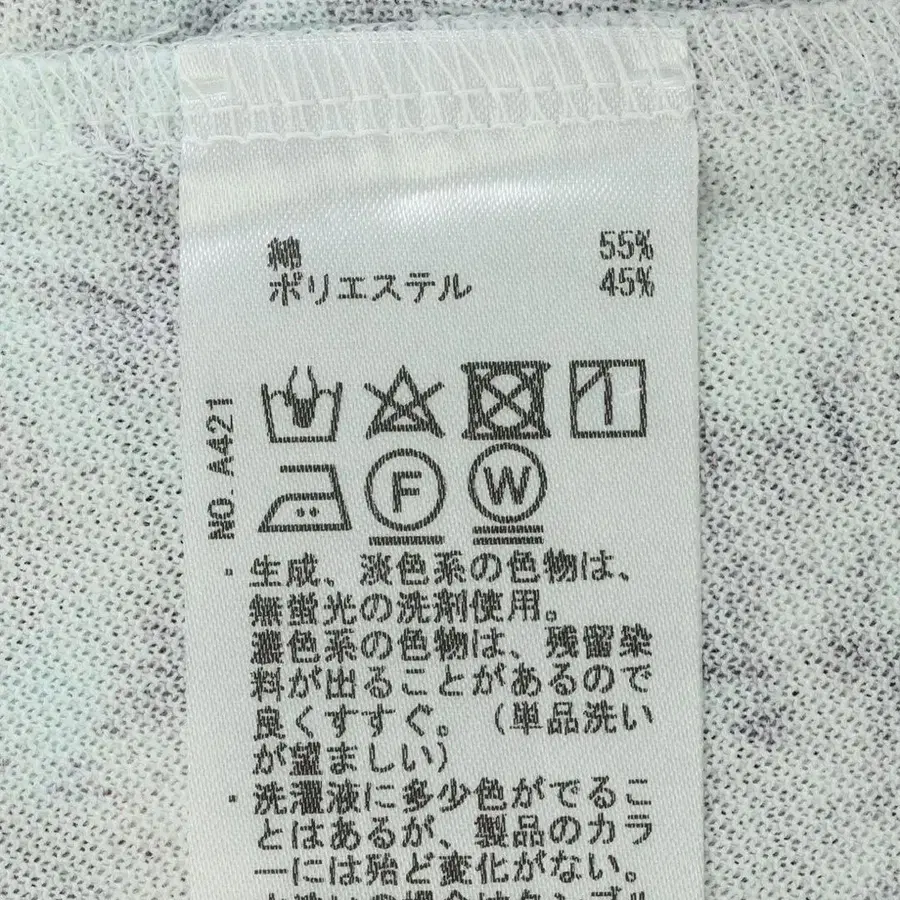 綿 55%
ポリエステル 45%
NO. A421
F W
・生成、淡色系の色物は、
無蛍光の洗剤使用。
濃色系の色物は、残留染
料が出ることがあるので
良くすすぐ。（単品洗い
が望ましい）
・洗濯液に多少色がでるこ
とはあるが、製品のカラ
ーには殆ど変化がない。